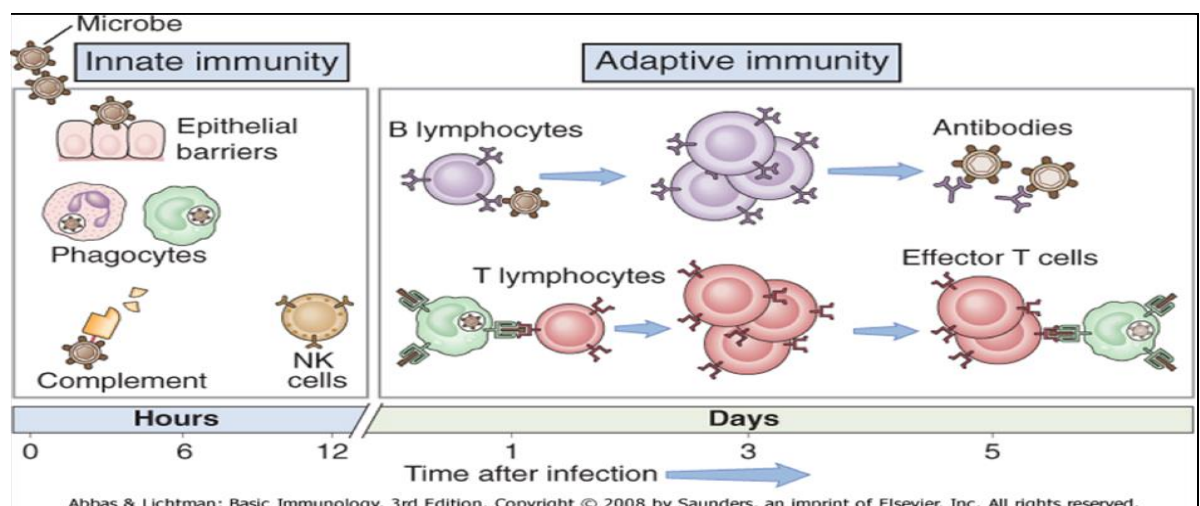 Microbe
Innate immunity
Adaptive immunity
Epithelial
barriers
Phagocytes
Complement
NK
cells
B lymphocytes
Antibodies
T lymphocytes
Effector T cells
Hours
Days
0
6
12
1
3
5
Time after infection
Abbas & Lichtman: Basic Immunology, 3rd Edition. Copyright © 2008 by Saunders, an imprint of Elsevier, Inc. All rights reserved.